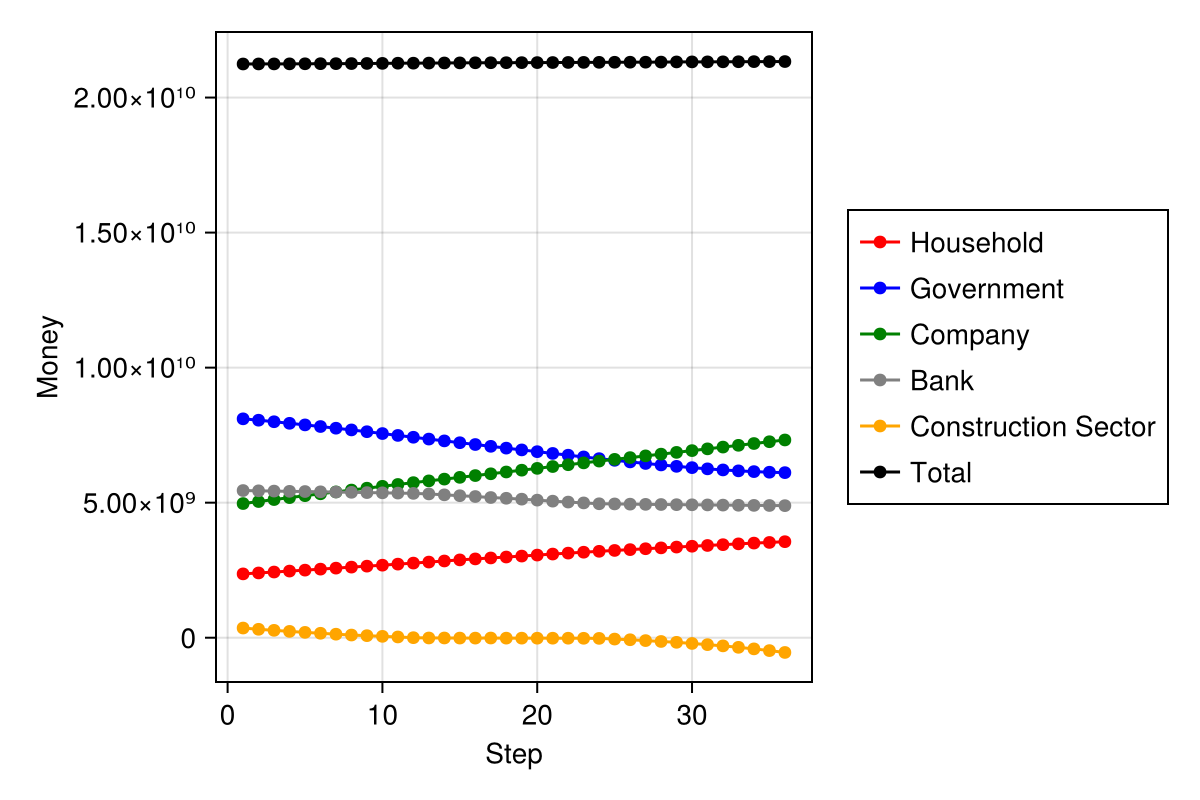 2.00×10¹⁰
1.50×10¹⁰
1.00×10¹⁰
5.00×10⁹
0
Money
0 10 20 30
Step
Household
Government
Company
Bank
Construction Sector
Total